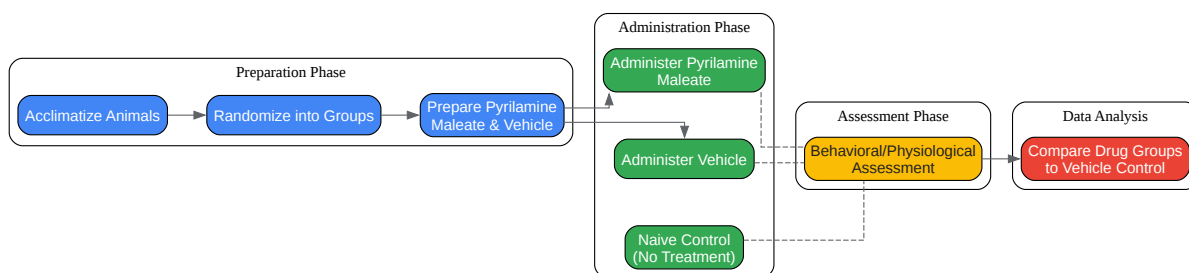 Preparation Phase
Acclimatize Animals
Randomize into Groups
Prepare Pyrilamine
Maleate & Vehicle
Administration Phase
Administer Pyrilamine
Maleate
Administer Vehicle
Naive Control
(No Treatment)
Assessment Phase
Behavioral/Physiological
Assessment
Data Analysis
Compare Drug Groups
to Vehicle Control